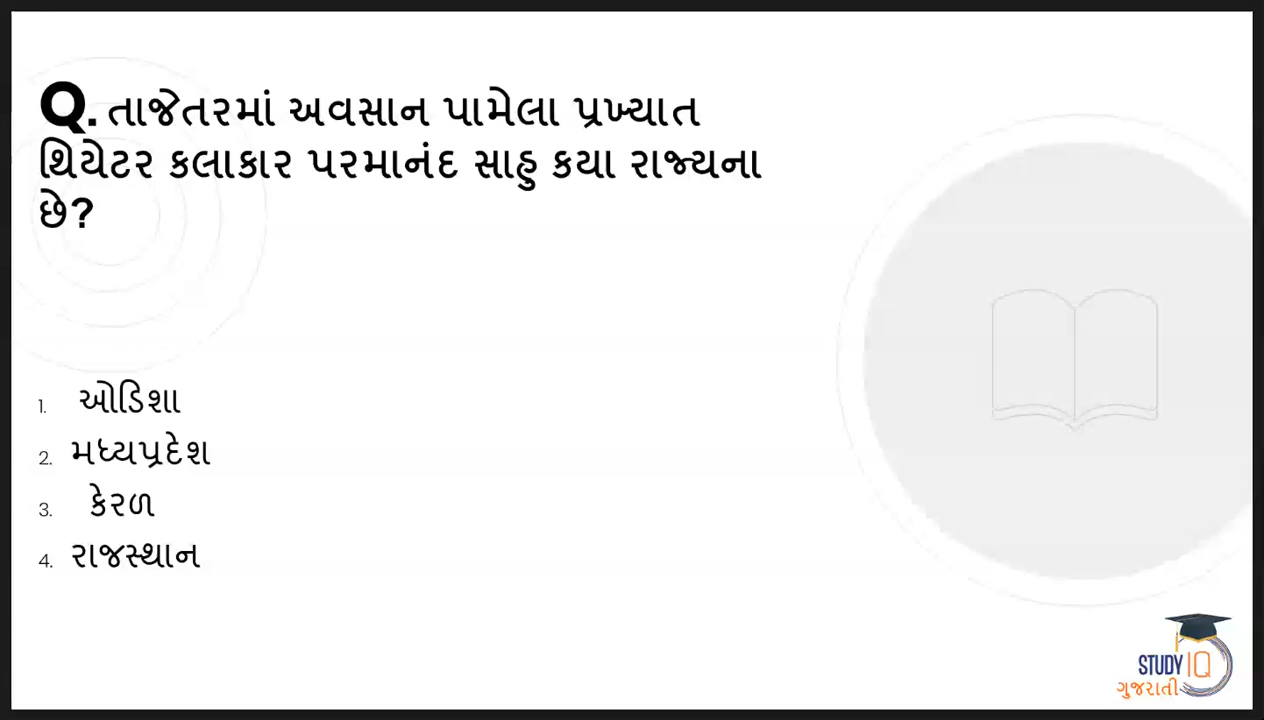 Q. તાજેતરમાં અવસાન પામેલા પ્રખ્યાત
થિયેટર કલાકાર પરમાનંદ સાહુ કયા રાજ્યના
છે?
1. ઓડિશા
2. મધ્યપ્રદેશ
3. કેરળ
4. રાજસ્થાન
STUDY IQ
ગુજરાતી